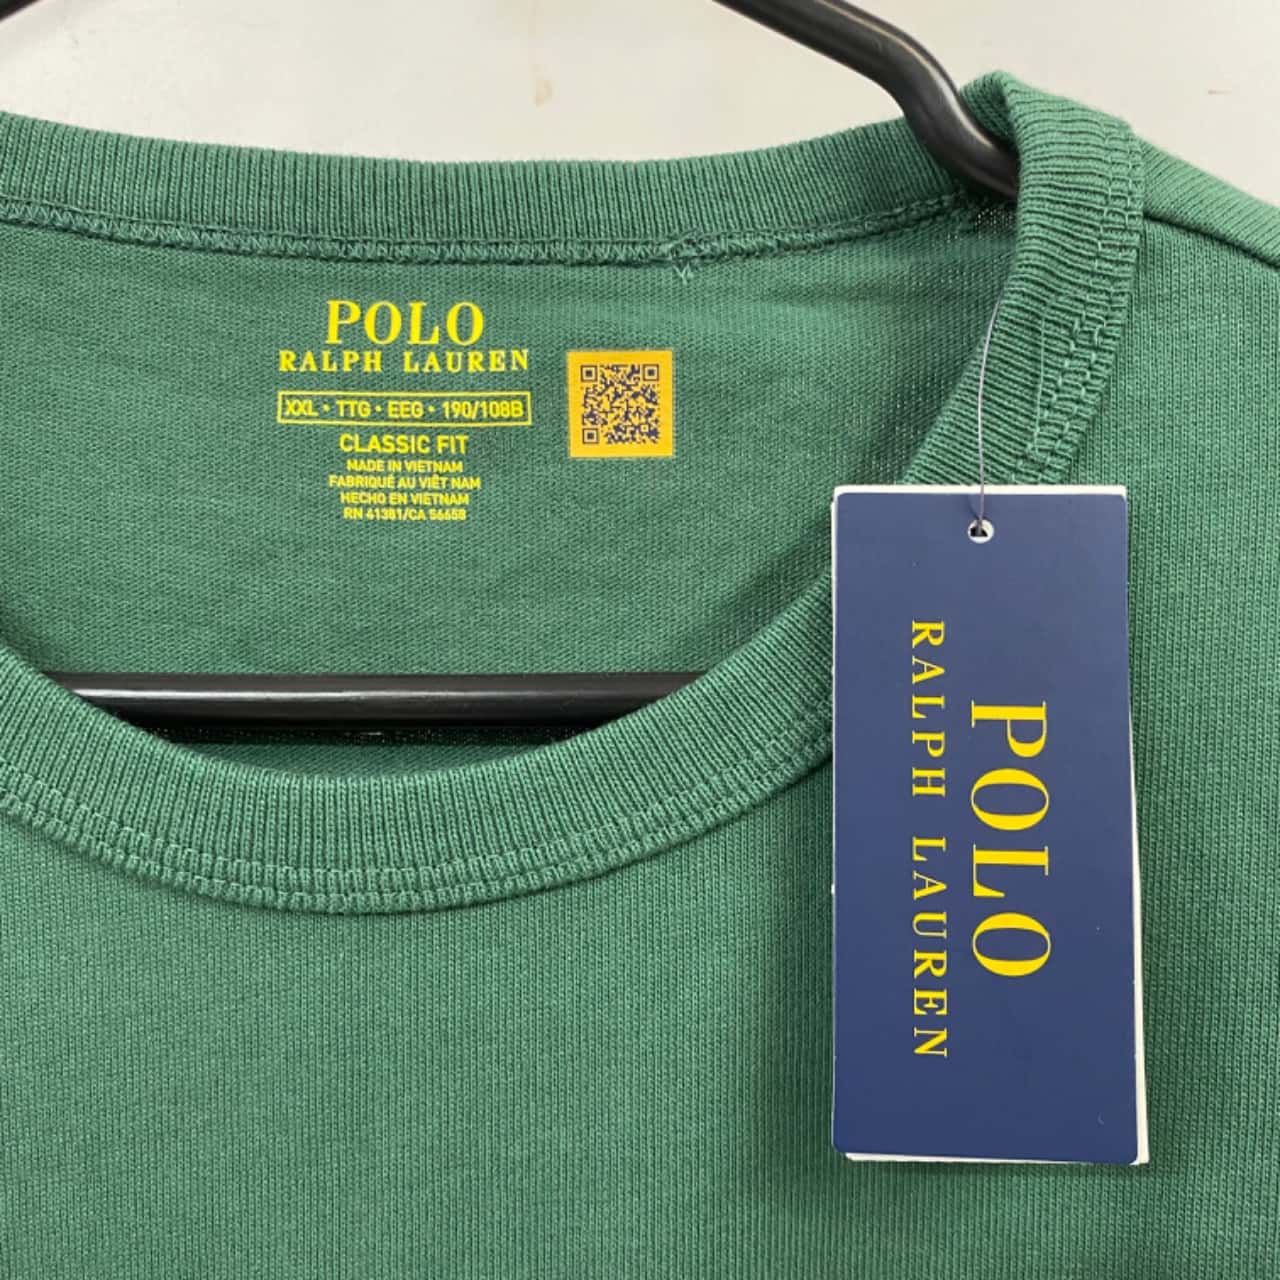 POLO
RALPH LAUREN
XXL • TTG • EEG • 190/108B
CLASSIC FIT
MADE IN VIETNAM
FABRIQUÉ AU VIÊT NAM
HECHO EN VIETNAM
RN 41381/CA 56658
POLO
RALPH LAUREN